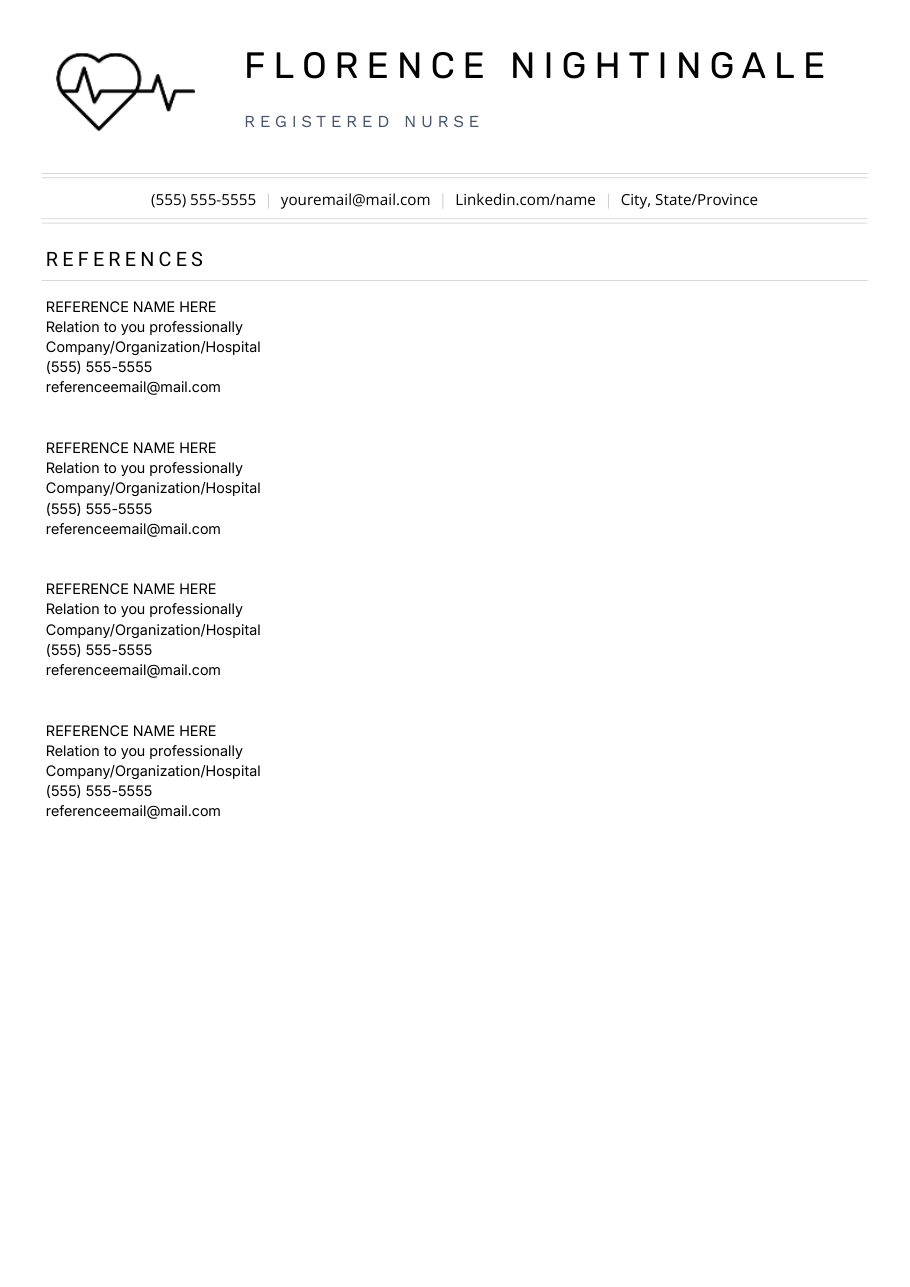 FLORENCE NIGHTINGALE
REGISTERED NURSE
(555) 555-5555 | youremail@mail.com | Linkedin.com/name | City, State/Province
REFERENCES
REFERENCE NAME HERE
Relation to you professionally
Company/Organization/Hospital
(555) 555-5555
referenceemail@mail.com
REFERENCE NAME HERE
Relation to you professionally
Company/Organization/Hospital
(555) 555-5555
referenceemail@mail.com
REFERENCE NAME HERE
Relation to you professionally
Company/Organization/Hospital
(555) 555-5555
referenceemail@mail.com
REFERENCE NAME HERE
Relation to you professionally
Company/Organization/Hospital
(555) 555-5555
referenceemail@mail.com